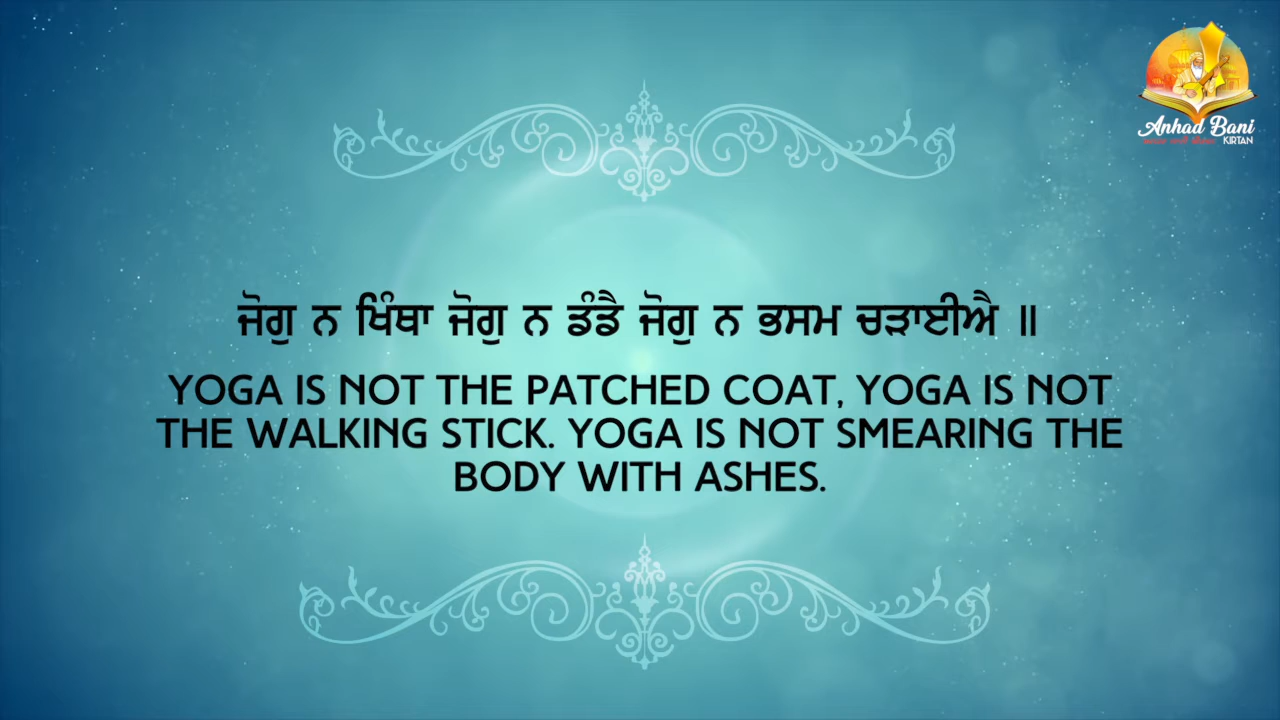 Anhad Bani
KIRTAN
ਜੋਗੁ ਨ ਖਿੰਥਾ ਜੋਗੁ ਨ ਡੰਡੈ ਜੋਗੁ ਨ ਭਸਮ ਚੜਾਈਐ ॥
YOGA IS NOT THE PATCHED COAT, YOGA IS NOT
THE WALKING STICK. YOGA IS NOT SMEARING THE
BODY WITH ASHES.